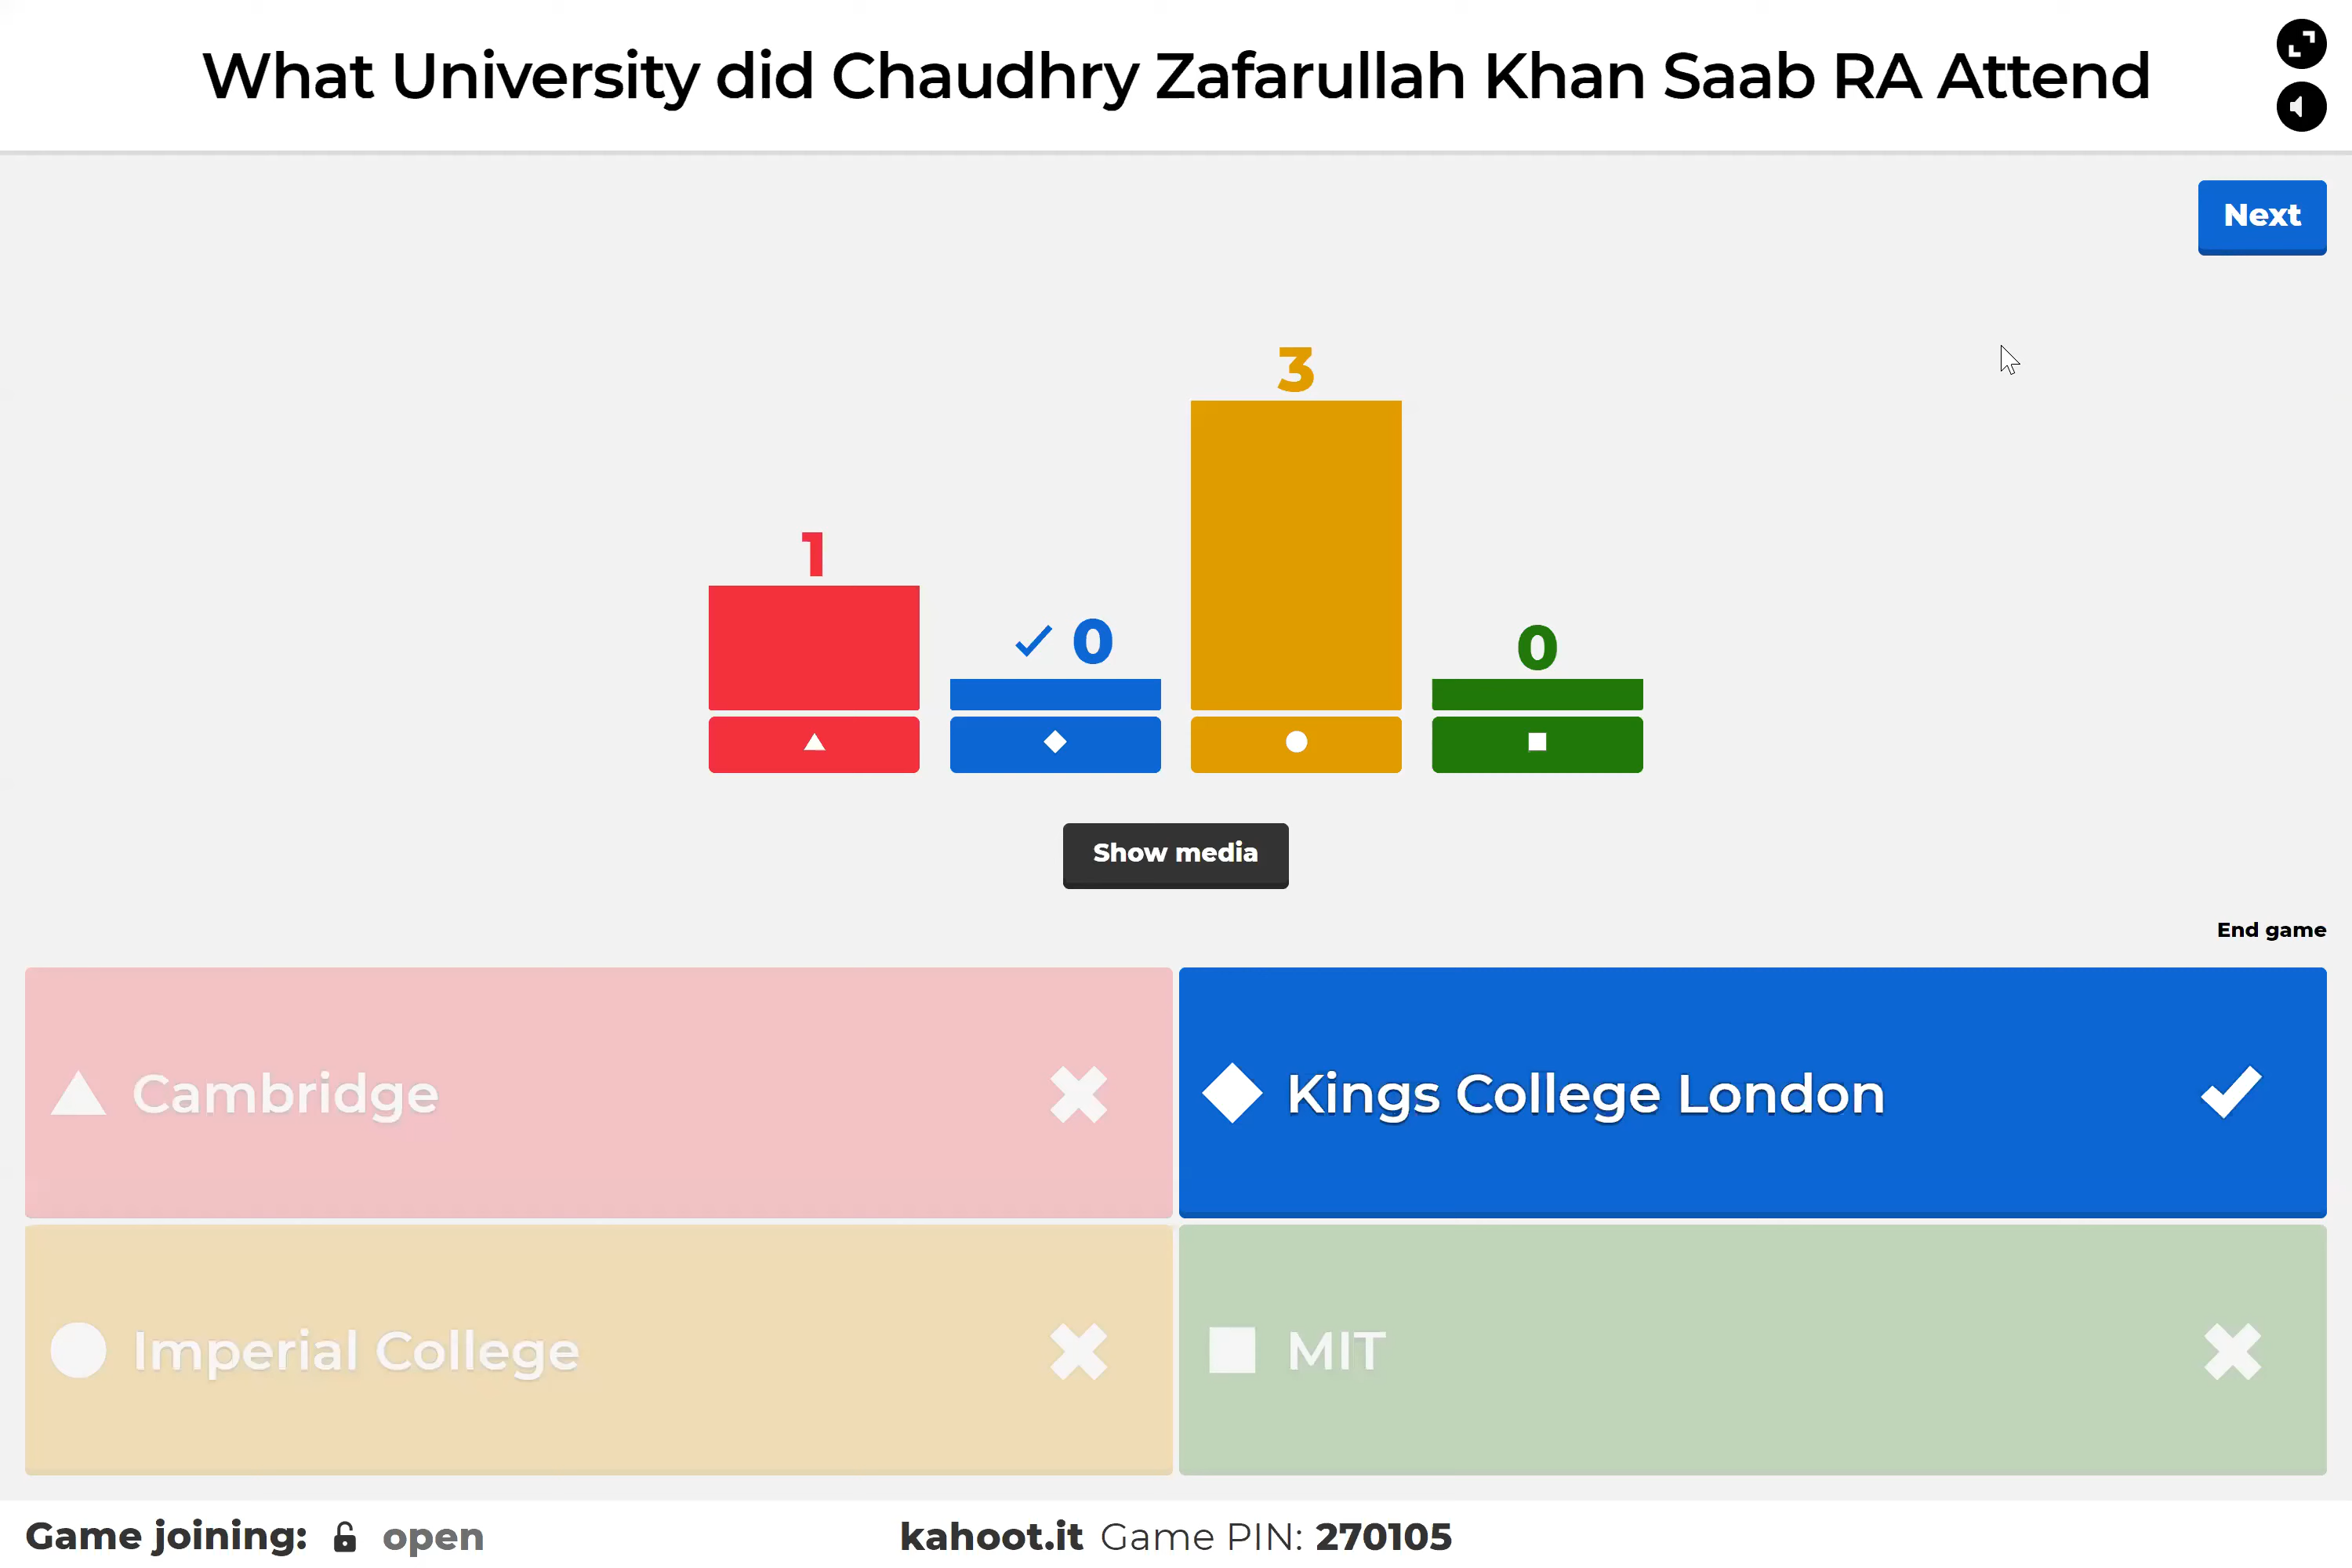 What University did Chaudhry Zafarullah Khan Saab RA Attend
Next
1
0
3
0
Show media
End game
Cambridge
Kings College London
Imperial College
MIT
Game joining: open
kahoot.it Game PIN: 270105